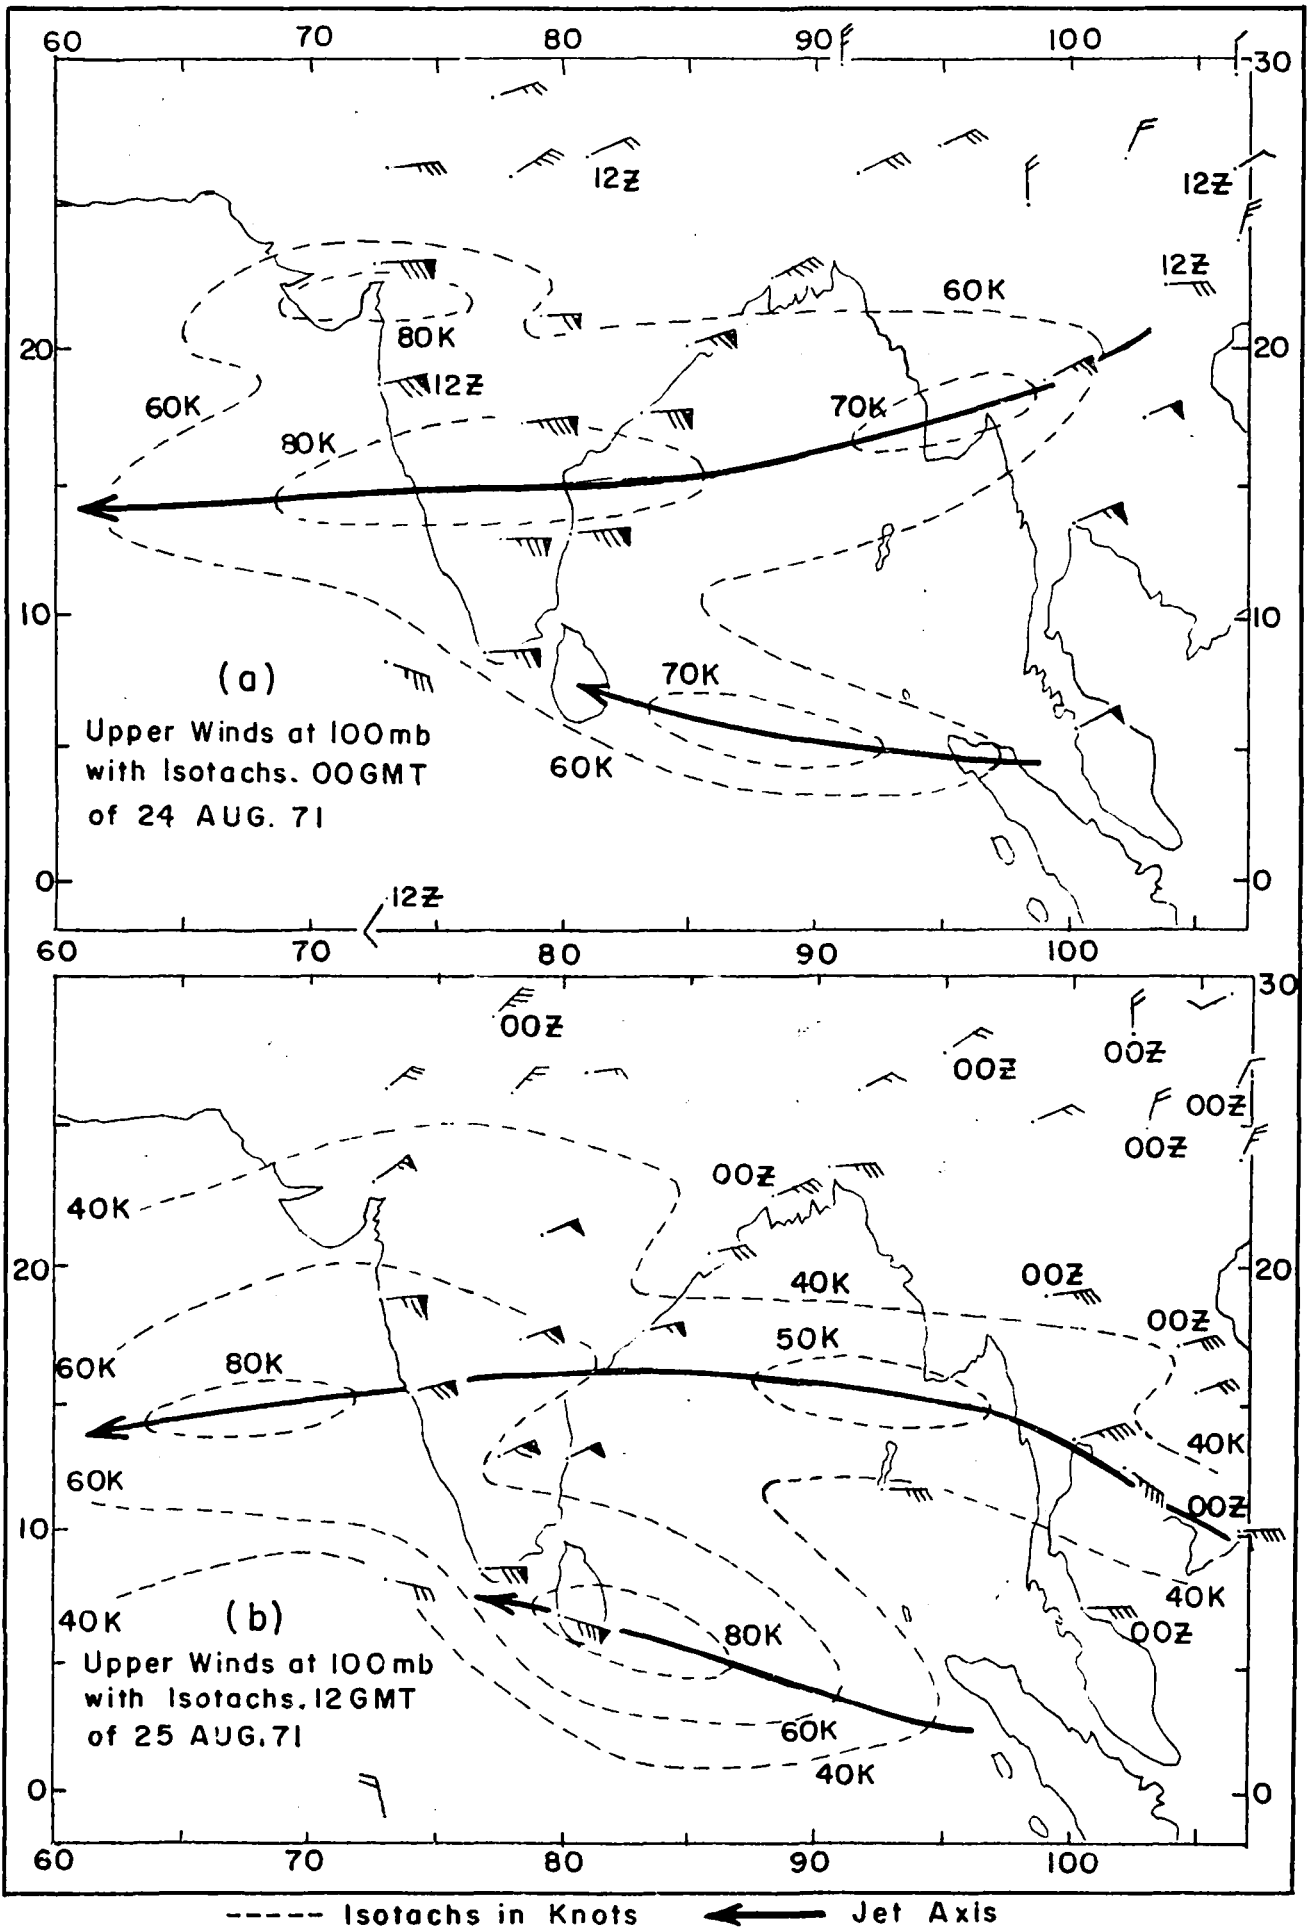 60 70 80 90 100
30
12Z 12Z
12Z
60K
80K
20 20
12Z
60K 70K
80K
10 10
(a) 70K
Upper Winds at 100mb
with Isotachs. 00GMT
of 24 AUG. 71
60K
0 0
12Z
60 70 80 90 100
30
00Z
00Z 00Z
00Z
00Z
00Z
40K
20 40K 00Z 20
00Z
60K 80K 50K
40K
60K
00Z
10 10
40K
40K (b) 80K 00Z
Upper Winds at 100mb
with Isotachs. 12GMT
of 25 AUG. 71
60K
40K
0 0
60 70 80 90 100
----- Isotachs in Knots Jet Axis